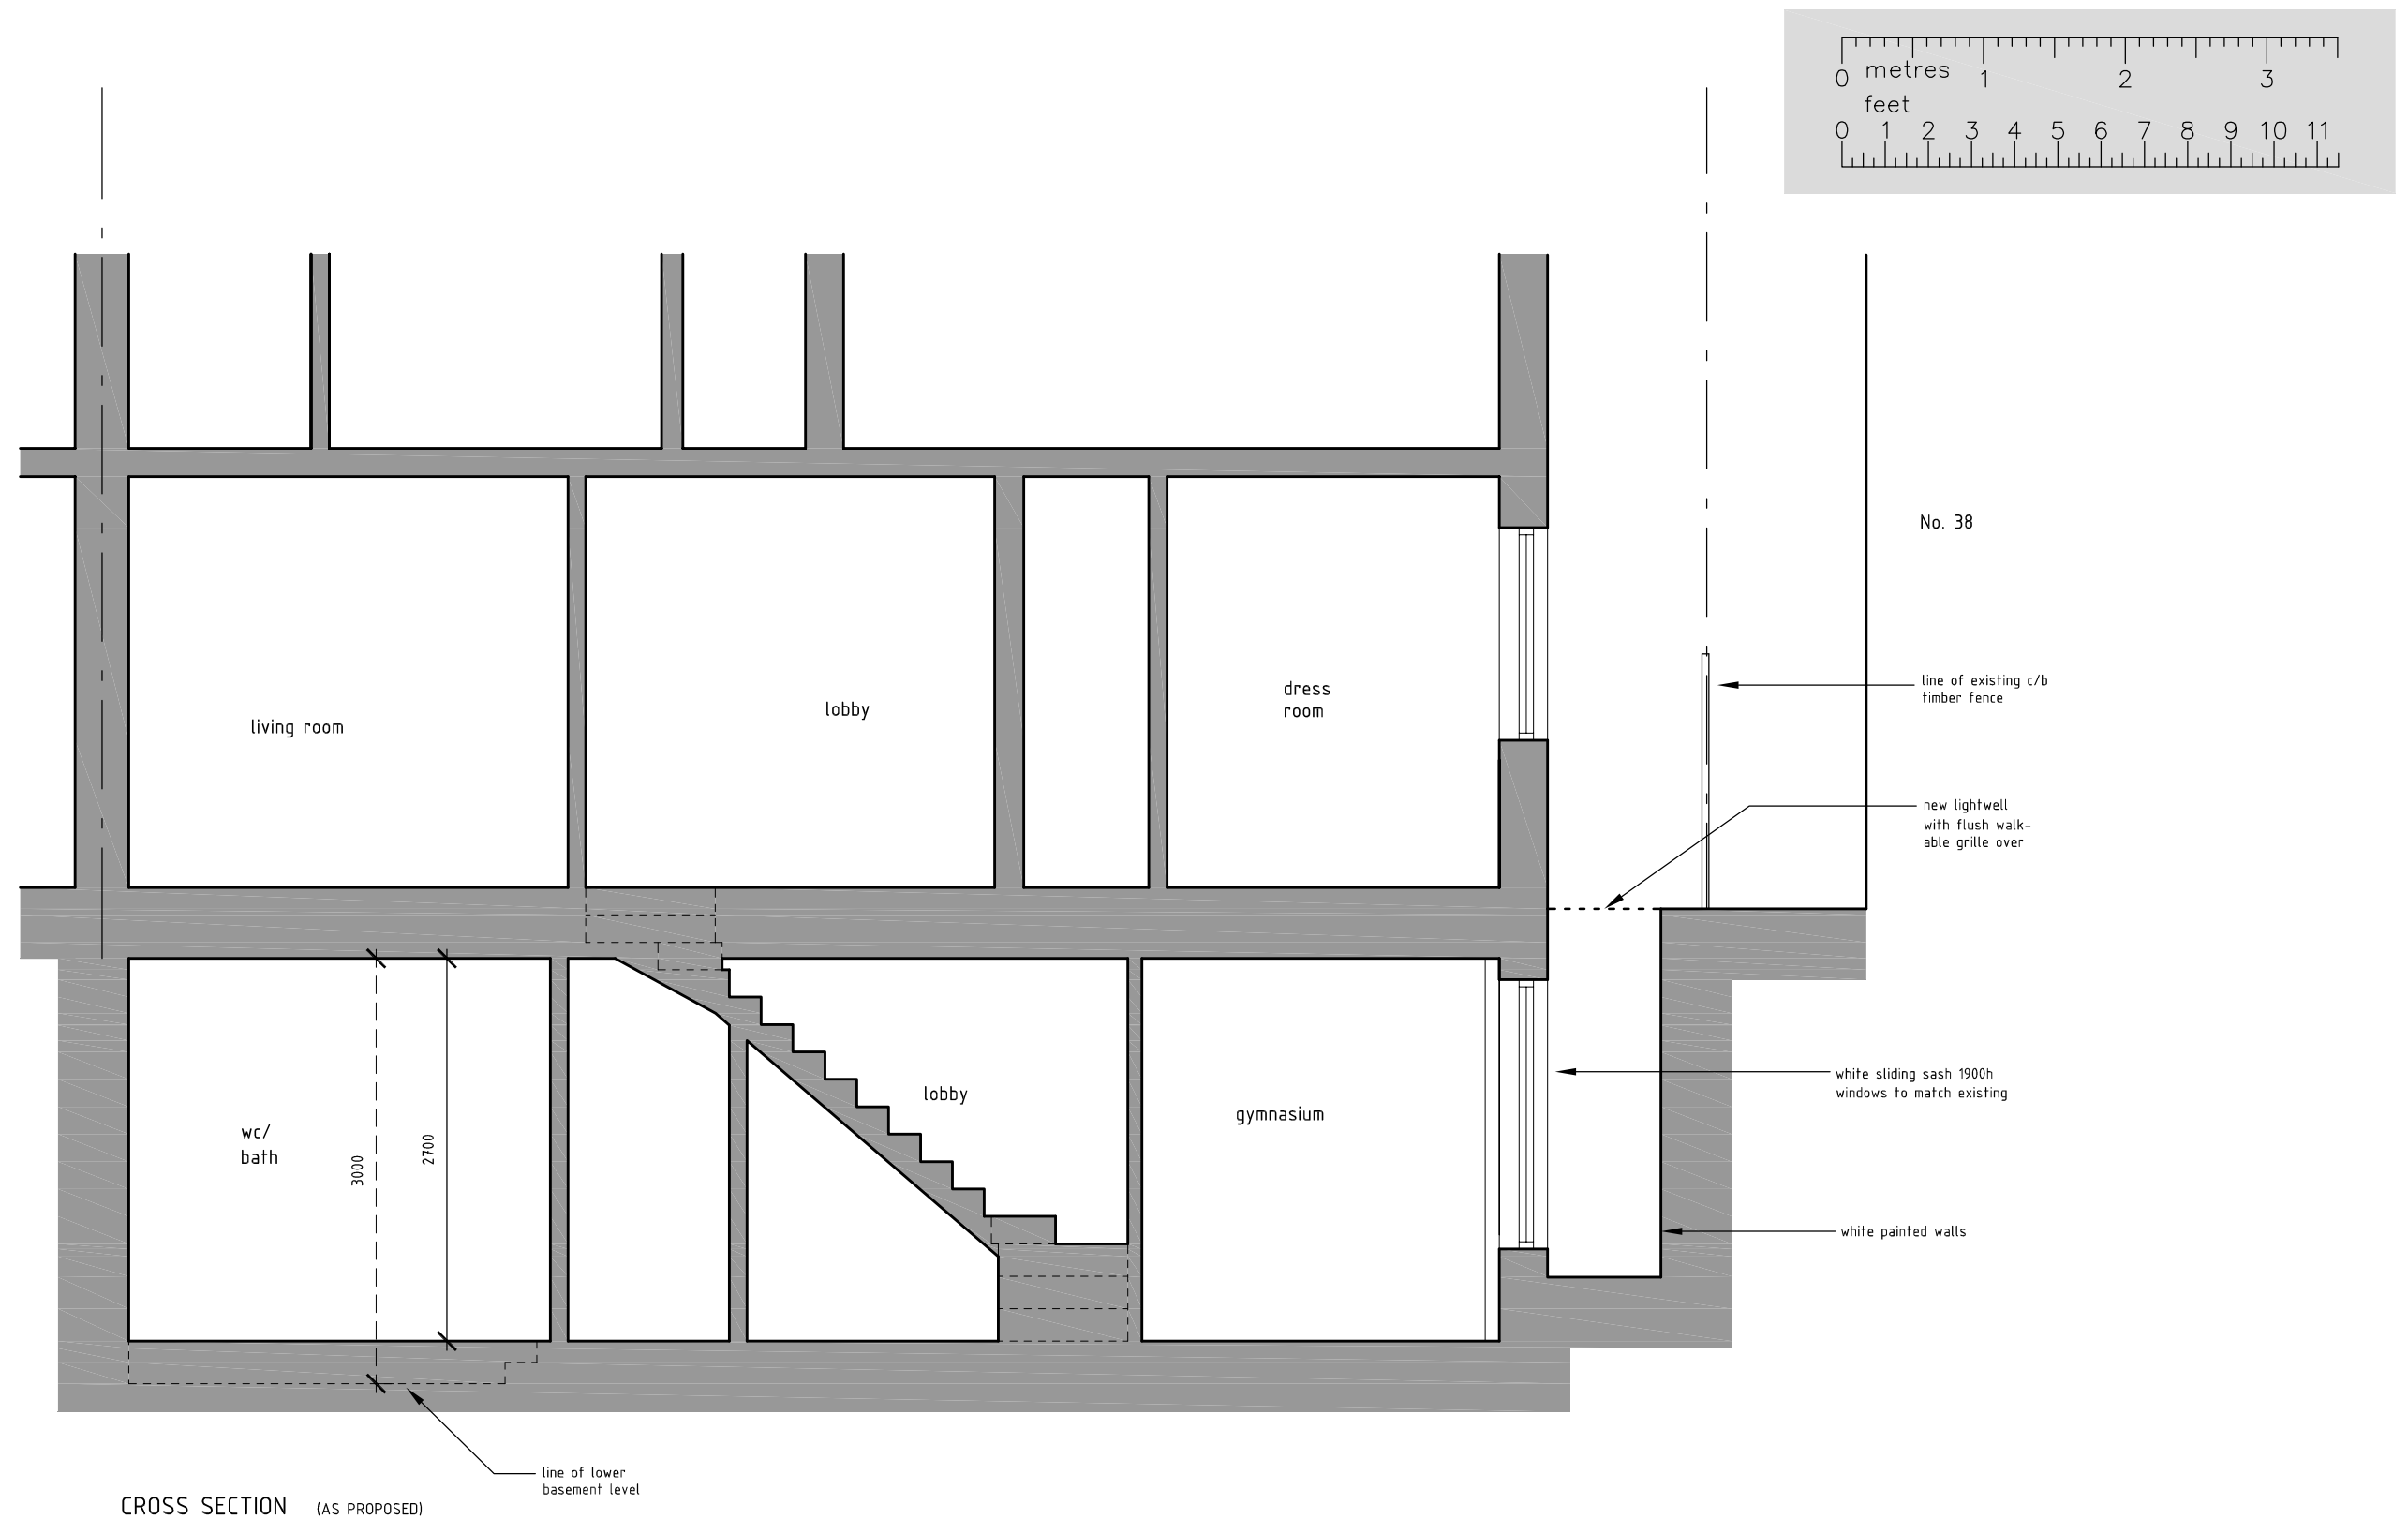 0 metres 1 2 3
feet
0 1 2 3 4 5 6 7 8 9 10 11
No. 38
line of existing c/b
timber fence
dress
room
lobby
living room
new lightwell
with flush walk-
able grille over
white sliding sash 1900h
windows to match existing
lobby
gymnasium
wc/
bath
3000
2700
white painted walls
line of lower
basement level
CROSS SECTION (AS PROPOSED)